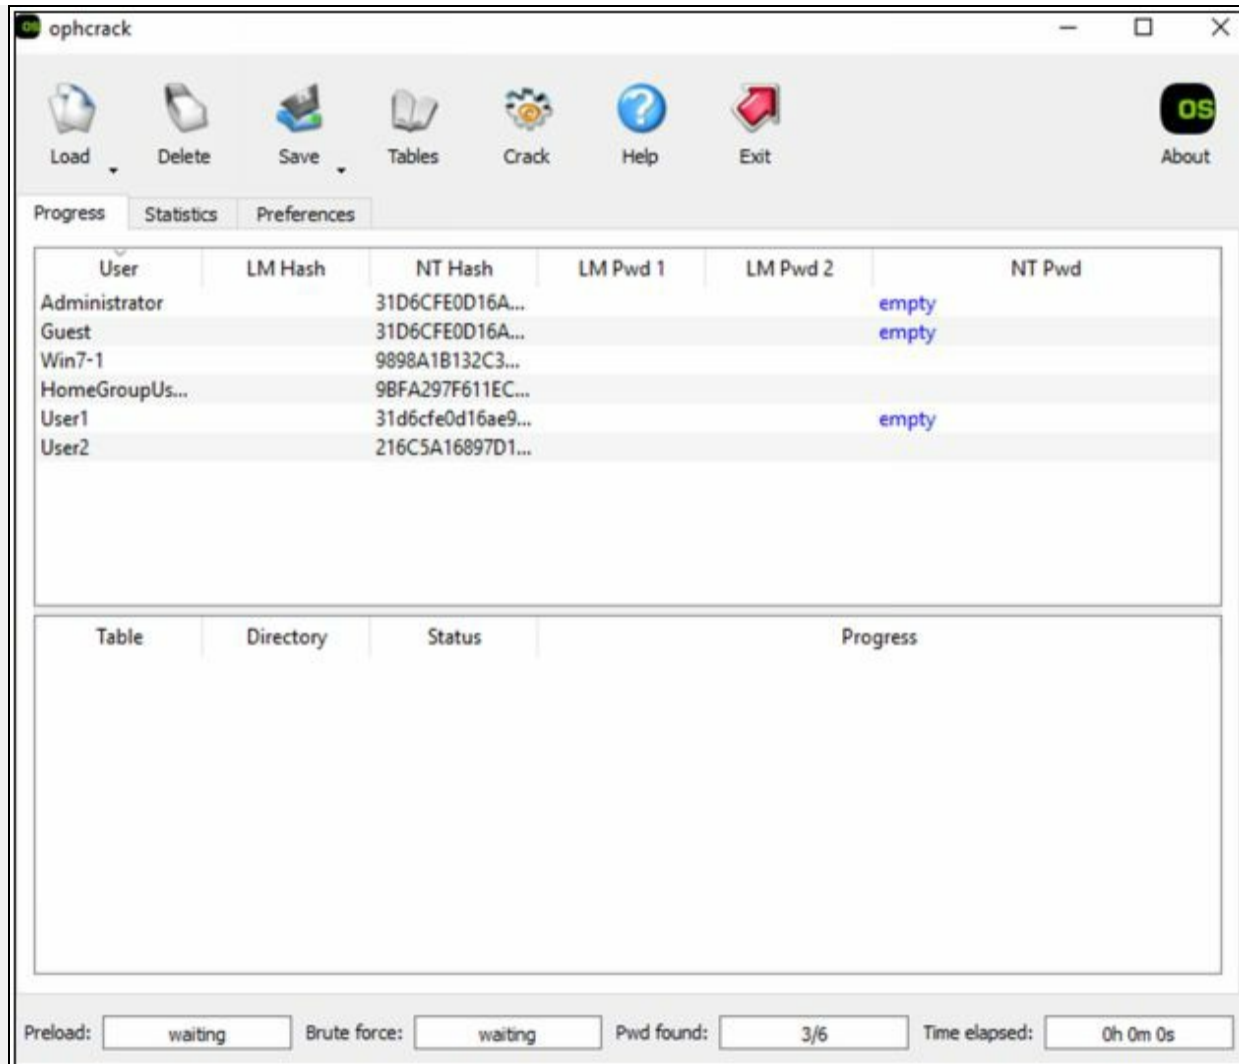 OS ophcrack
Load Delete Save Tables Crack Help Exit OS About
Progress Statistics Preferences
User LM Hash NT Hash LM Pwd 1 LM Pwd 2 NT Pwd
Administrator 31D6CFE0D16A... empty
Guest 31D6CFE0D16A... empty
Win7-1 9898A1B132C3...
HomeGroupUs... 9BFA297F611EC...
User1 31d6cfe0d16ae9... empty
User2 216C5A16897D1...
Table Directory Status Progress
Preload: waiting Brute force: waiting Pwd found: 3/6 Time elapsed: 0h 0m 0s